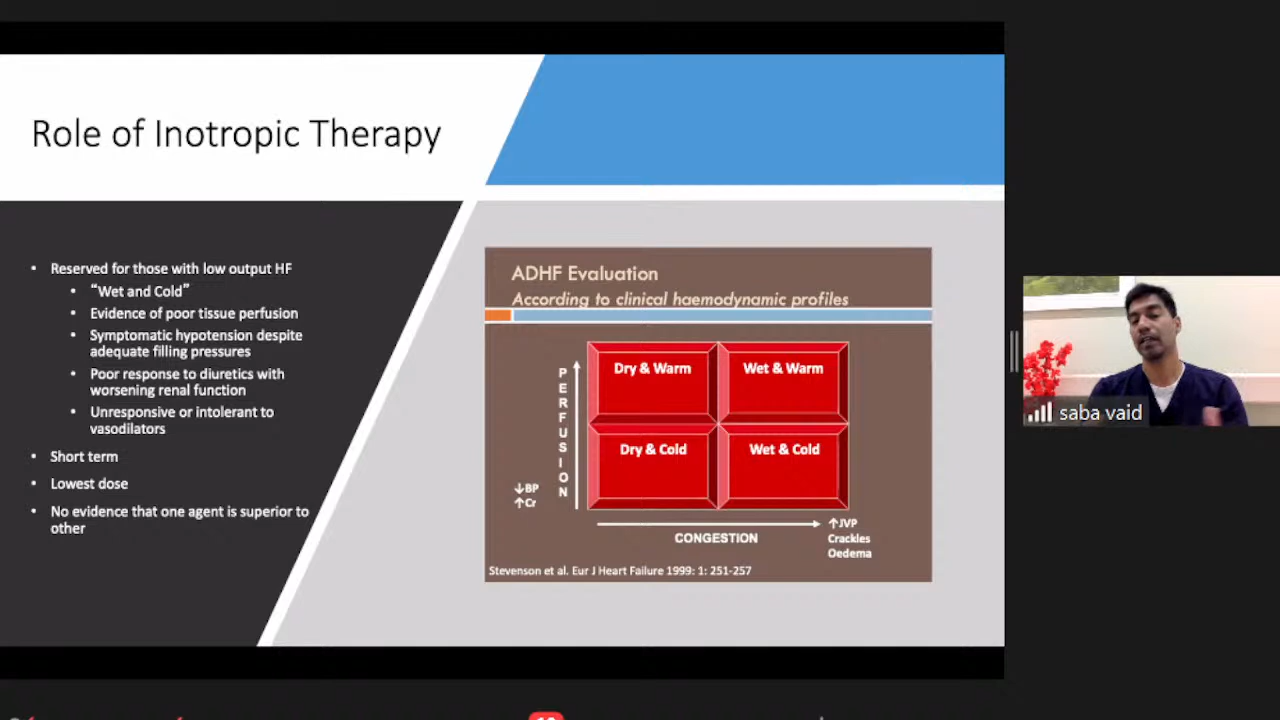 Role of Inotropic Therapy
• Reserved for those with low output HF
• “Wet and Cold”
• Evidence of poor tissue perfusion
• Symptomatic hypotension despite
adequate filling pressures
• Poor response to diuretics with
worsening renal function
• Unresponsive or intolerant to
vasodilators
• Short term
• Lowest dose
• No evidence that one agent is superior to
other
ADHF Evaluation
According to clinical haemodynamic profiles
PERFUSION
Dry & Warm
Wet & Warm
Dry & Cold
Wet & Cold
↓BP
↑Cr
CONGESTION
↑JVP
Crackles
Oedema
Stevenson et al. Eur J Heart Failure 1999: 1: 251-257
saba vaid